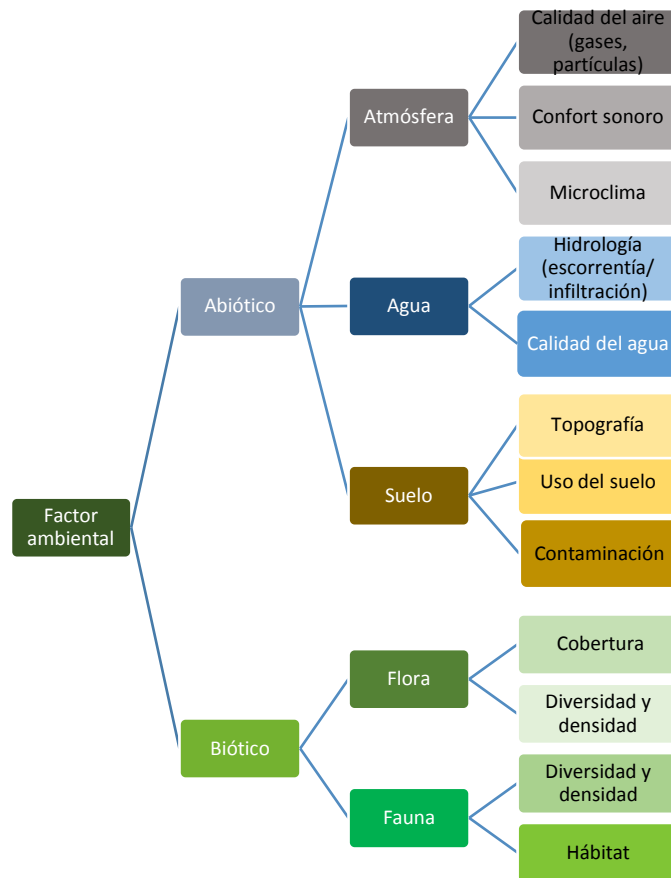 Calidad del aire
(gases,
partículas)
Atmósfera
Confort sonoro
Microclima
Hidrología
(escorrentía/
infiltración)
Abiótico
Agua
Calidad del agua
Topografía
Uso del suelo
Suelo
Factor
ambiental
Contaminación
Cobertura
Flora
Diversidad y
densidad
Biótico
Diversidad y
densidad
Fauna
Hábitat